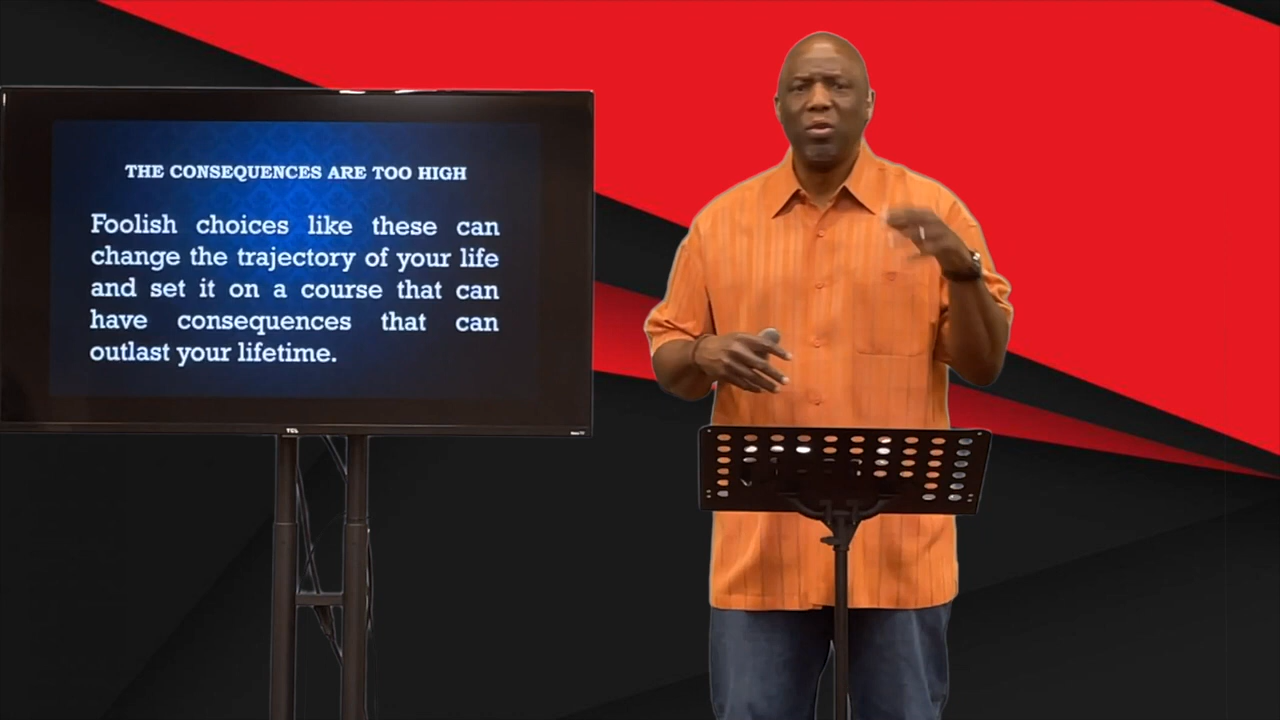 THE CONSEQUENCES ARE TOO HIGH
Foolish choices like these can
change the trajectory of your life
and set it on a course that can
have consequences that can
outlast your lifetime.
TCL